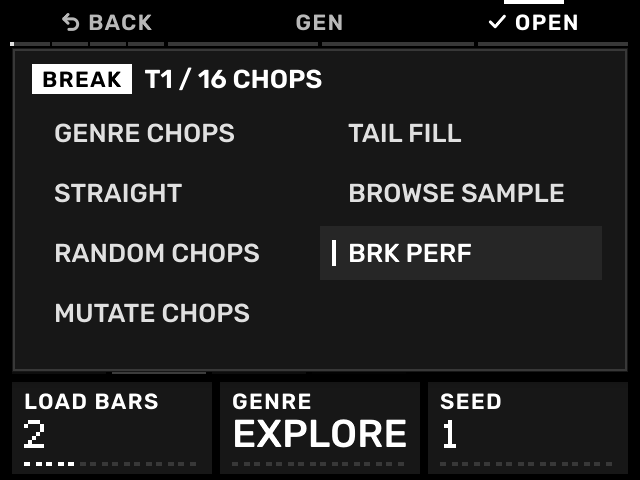 BACK GEN OPEN
BREAK T1 / 16 CHOPS
GENRE CHOPS TAIL FILL
STRAIGHT BROWSE SAMPLE
RANDOM CHOPS BRK PERF
MUTATE CHOPS
LOAD BARS GENRE SEED
2 EXPLORE 1